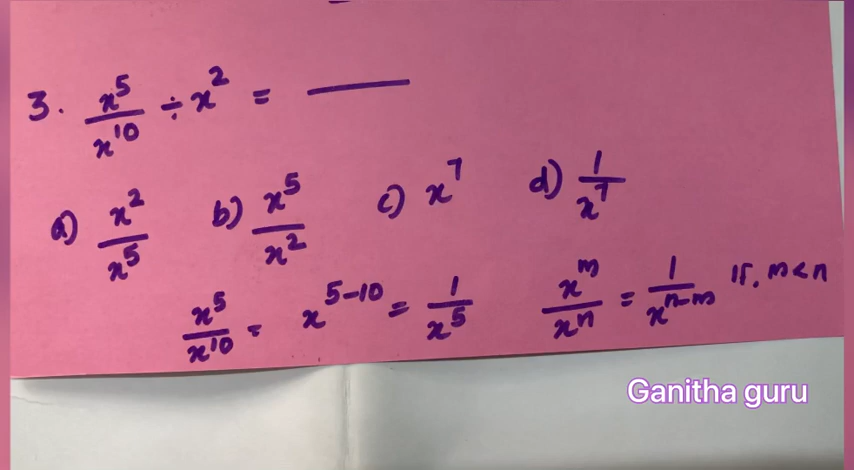 3. x⁵/x¹⁰ ÷ x² = ____
a) x²/x⁵ b) x⁵/x² c) x⁷ d) 1/x⁷
x⁵/x¹⁰ = x⁵⁻¹⁰ = 1/x⁵ xᵐ/xⁿ = 1/xⁿ⁻ᵐ if, m<n
Ganitha guru